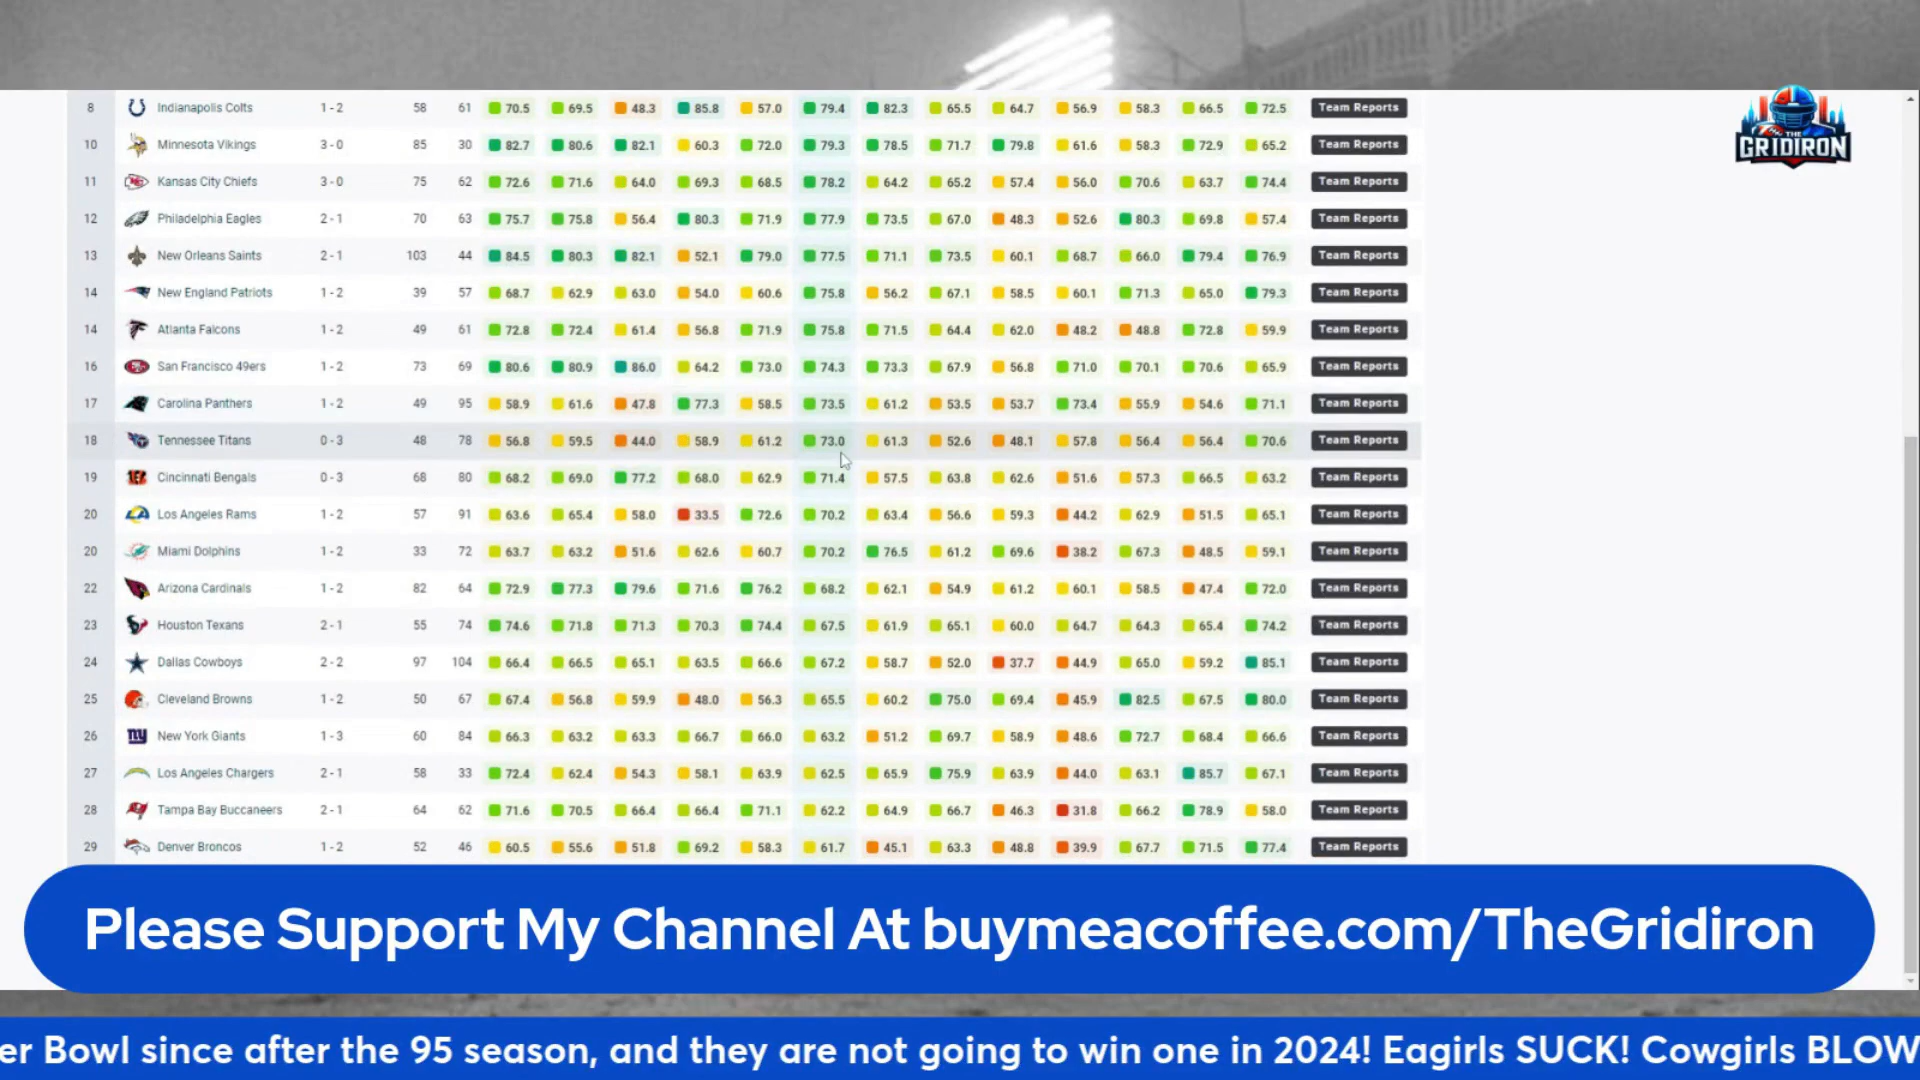 8 Indianapolis Colts 1 - 2 58 61 70.5 69.5 48.3 85.8 57.0 79.4 82.3 65.5 64.7 56.9 58.3 66.5 72.5 Team Reports
THE
GRIDIRON
10 Minnesota Vikings 3 - 0 85 30 82.7 80.6 82.1 60.3 72.0 79.3 78.5 71.7 79.8 61.6 58.3 72.9 65.2 Team Reports
11 Kansas City Chiefs 3 - 0 75 62 72.6 71.6 64.0 69.3 68.5 78.2 64.2 65.2 57.4 56.0 70.6 63.7 74.4 Team Reports
12 Philadelphia Eagles 2 - 1 70 63 75.7 75.8 56.4 80.3 71.9 77.9 73.5 67.0 48.3 52.6 80.3 69.8 57.4 Team Reports
13 New Orleans Saints 2 - 1 103 44 84.5 80.3 82.1 52.1 79.0 77.5 71.1 73.5 60.1 68.7 66.0 79.4 76.9 Team Reports
14 New England Patriots 1 - 2 39 57 68.7 62.9 63.0 54.0 60.6 75.8 56.2 67.1 58.5 60.1 71.3 65.0 79.3 Team Reports
14 Atlanta Falcons 1 - 2 49 61 72.8 72.4 61.4 56.8 71.9 75.8 71.5 64.4 62.0 48.2 48.8 72.8 59.9 Team Reports
16 San Francisco 49ers 1 - 2 73 69 80.6 80.9 86.0 64.2 73.0 74.3 73.3 67.9 56.8 71.0 70.1 70.6 65.9 Team Reports
17 Carolina Panthers 1 - 2 49 95 58.9 61.6 47.8 77.3 58.5 73.5 61.2 53.5 53.7 73.4 55.9 54.6 71.1 Team Reports
18 Tennessee Titans 0 - 3 48 78 56.8 59.5 44.0 58.9 61.2 73.0 61.3 52.6 48.1 57.8 56.4 56.4 70.6 Team Reports
19 Cincinnati Bengals 0 - 3 68 80 68.2 69.0 77.2 68.0 62.9 71.4 57.5 63.8 62.6 51.6 57.3 66.5 63.2 Team Reports
20 Los Angeles Rams 1 - 2 57 91 63.6 65.4 58.0 33.5 72.6 70.2 63.4 56.6 59.3 44.2 62.9 51.5 65.1 Team Reports
20 Miami Dolphins 1 - 2 33 72 63.7 63.2 51.6 62.6 60.7 70.2 76.5 61.2 69.6 38.2 67.3 48.5 59.1 Team Reports
22 Arizona Cardinals 1 - 2 82 64 72.9 77.3 79.6 71.6 76.2 68.2 62.1 54.9 61.2 60.1 58.5 47.4 72.0 Team Reports
23 Houston Texans 2 - 1 55 74 74.6 71.8 71.3 70.3 74.4 67.5 61.9 65.1 60.0 64.7 64.3 65.4 74.2 Team Reports
24 Dallas Cowboys 2 - 2 97 104 66.4 66.5 65.1 63.5 66.6 67.2 58.7 52.0 37.7 44.9 65.0 59.2 85.1 Team Reports
25 Cleveland Browns 1 - 2 50 67 67.4 56.8 59.9 48.0 56.3 65.5 60.2 75.0 69.4 45.9 82.5 67.5 80.0 Team Reports
26 New York Giants 1 - 3 60 84 66.3 63.2 63.3 66.7 66.0 63.2 51.2 69.7 58.9 48.6 72.7 68.4 66.6 Team Reports
27 Los Angeles Chargers 2 - 1 58 33 72.4 62.4 54.3 58.1 63.9 62.5 65.9 75.9 63.9 44.0 63.1 85.7 67.1 Team Reports
28 Tampa Bay Buccaneers 2 - 1 64 62 71.6 70.5 66.4 66.4 71.1 62.2 64.9 66.7 46.3 31.8 66.2 78.9 58.0 Team Reports
29 Denver Broncos 1 - 2 52 46 60.5 55.6 51.8 69.2 58.3 61.7 45.1 63.3 48.8 39.9 67.7 71.5 77.4 Team Reports
Please Support My Channel At buymeacoffee.com/TheGridiron
er Bowl since after the 95 season, and they are not going to win one in 2024! Eagirls SUCK! Cowgirls BLOW